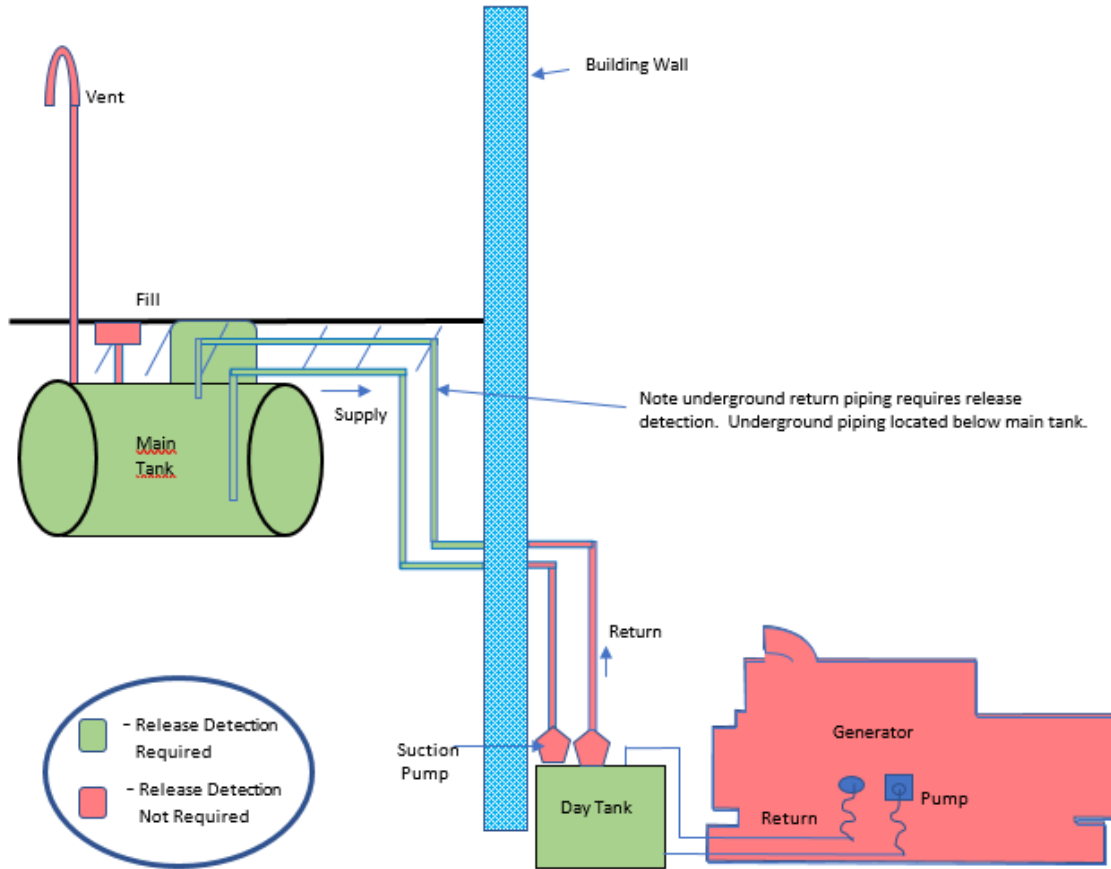 Building Wall
Vent
Fill
Supply
Note underground return piping requires release
detection.  Underground piping located below main tank.
Main
Tank
Return
– Release Detection
Required
– Release Detection
Not Required
Suction
Pump
Generator
Day Tank
Pump
Return